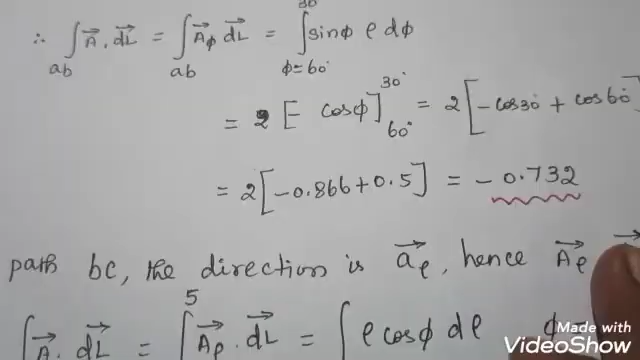 ∴ ∫ab A⃗ . dL⃗ = ∫ab A⃗ϕ dL⃗ = ∫ϕ=60° 30° sinϕ ρ dϕ
= 2 [- cosϕ] 30° 60° = 2 [-cos30 + cos60°]
= 2[-0.866 + 0.5] = - 0.732
path bc, the direction is a⃗ρ, hence A⃗ρ
∫ A⃗ . dL⃗ = ∫ 5 A⃗ρ . dL⃗ = ∫ ρ cosϕ dρ ϕ =
Made with
VideoShow